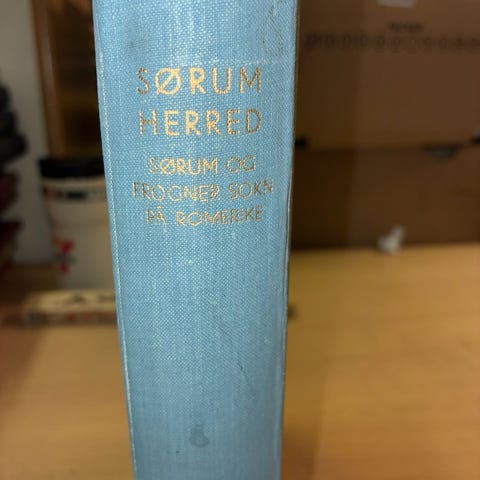 SØRUM
HERRED
SØRUM OG
FROGNER SOKN
PÅ ROMERIKE